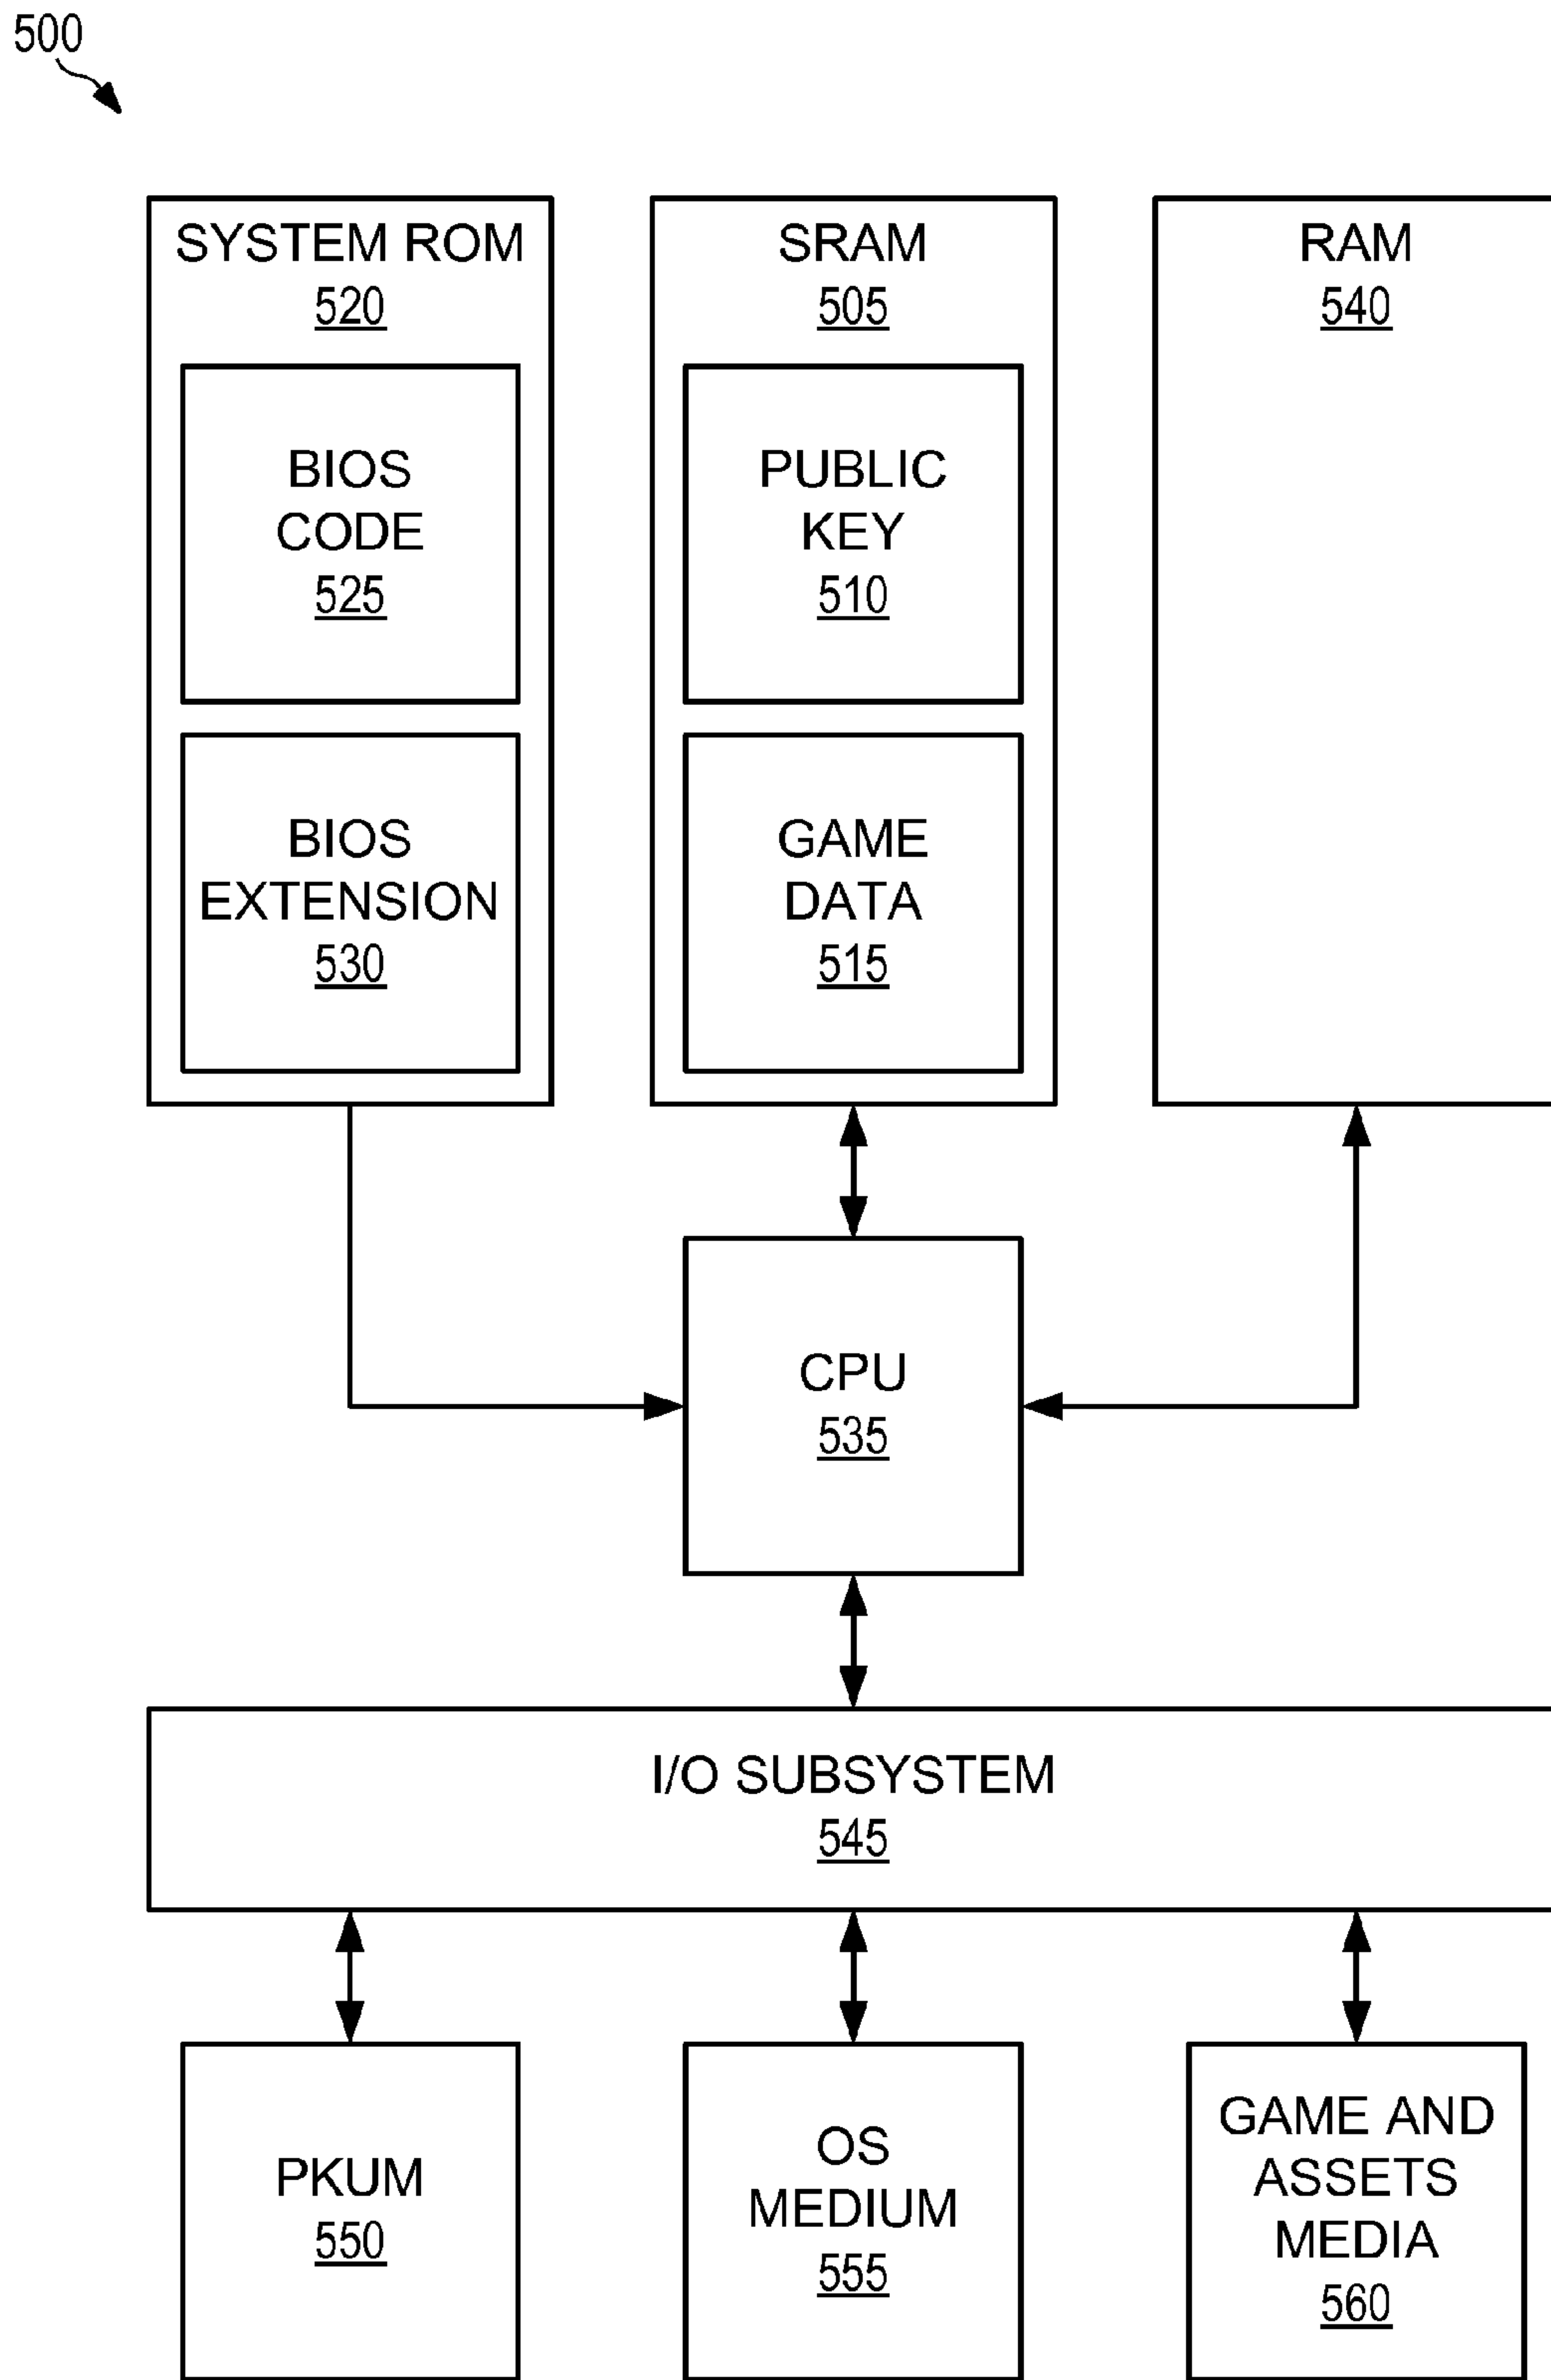 500
SYSTEM ROM
520
BIOS
CODE
525
BIOS
EXTENSION
530
SRAM
505
PUBLIC
KEY
510
GAME
DATA
515
RAM
540
CPU
535
I/O SUBSYSTEM
545
PKUM
550
OS
MEDIUM
555
GAME AND
ASSETS
MEDIA
560